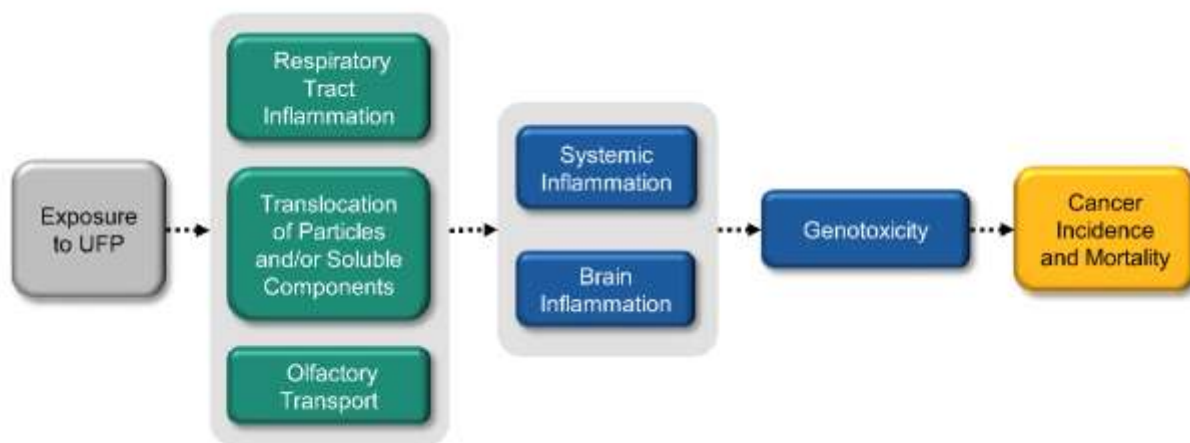 Exposure
to UFP
Respiratory
Tract
Inflammation
Translocation
of Particles
and/or Soluble
Components
Olfactory
Transport
Systemic
Inflammation
Brain
Inflammation
Genotoxicity
Cancer
Incidence
and Mortality